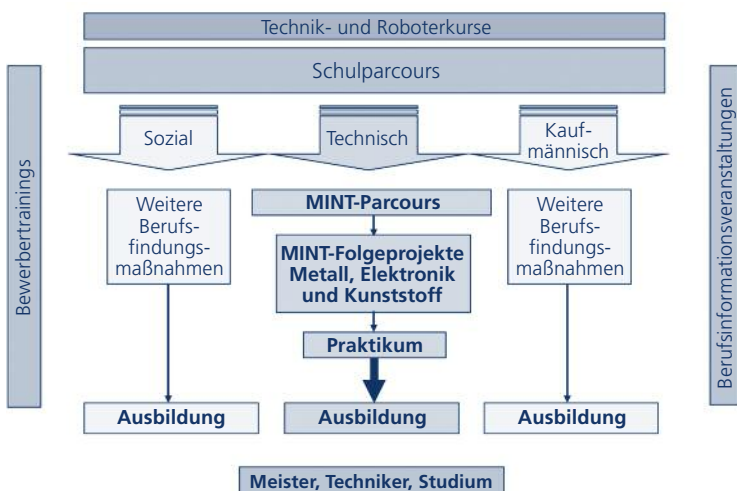 Technik- und Roboterkurse
Schulparcours
Bewerbertrainings
Berufsinformationsveranstaltungen
Sozial
Technisch
Kauf-
männisch
Weitere
Berufs-
findungs-
maßnahmen
MINT-Parcours
MINT-Folgeprojekte
Metall, Elektronik
und Kunststoff
Praktikum
Weitere
Berufs-
findungs-
maßnahmen
Ausbildung
Ausbildung
Ausbildung
Meister, Techniker, Studium